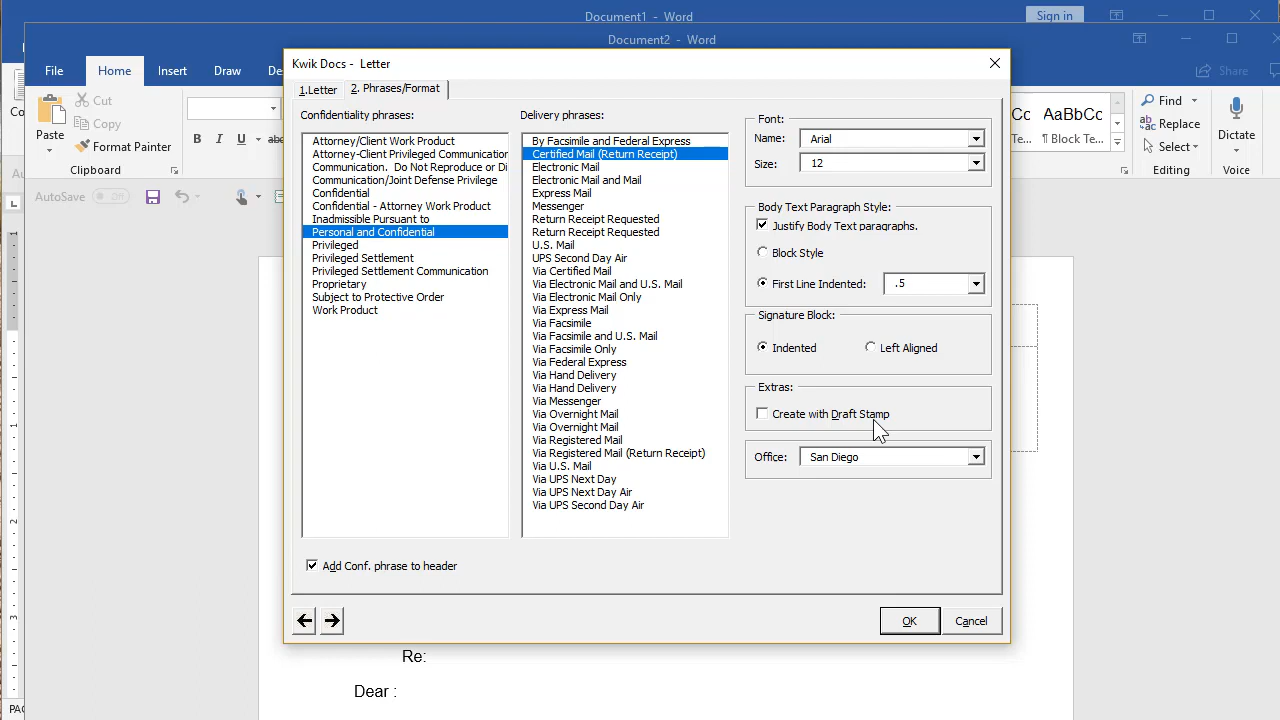 Document1 - Word
Sign in
Document2 - Word
File
Home
Insert
Draw
De
Share
Cut
Copy
Paste
Format Painter
Clipboard
Co
abc
AutoSave
Off
Kwik Docs - Letter
1.Letter
2. Phrases/Format
Confidentiality phrases:
Attorney/Client Work Product
Attorney-Client Privileged Communication
Communication. Do Not Reproduce or Di
Communication/Joint Defense Privilege
Confidential
Confidential - Attorney Work Product
Inadmissible Pursuant to
Personal and Confidential
Privileged
Privileged Settlement
Privileged Settlement Communication
Proprietary
Subject to Protective Order
Work Product
Add Conf. phrase to header
Delivery phrases:
By Facsimile and Federal Express
Certified Mail (Return Receipt)
Electronic Mail
Electronic Mail and Mail
Express Mail
Messenger
Return Receipt Requested
Return Receipt Requested
U.S. Mail
UPS Second Day Air
Via Certified Mail
Via Electronic Mail and U.S. Mail
Via Electronic Mail Only
Via Express Mail
Via Facsimile
Via Facsimile and U.S. Mail
Via Facsimile Only
Via Federal Express
Via Hand Delivery
Via Hand Delivery
Via Messenger
Via Overnight Mail
Via Overnight Mail
Via Registered Mail
Via Registered Mail (Return Receipt)
Via U.S. Mail
Via UPS Next Day
Via UPS Next Day Air
Via UPS Second Day Air
Font:
Name: Arial
Size: 12
Body Text Paragraph Style:
Justify Body Text paragraphs.
Block Style
First Line Indented: .5
Signature Block:
Indented
Left Aligned
Extras:
Create with Draft Stamp
Office: San Diego
OK
Cancel
Cc AaBbCc
¶ Block Te...
Find
Replace
Select
Editing
Dictate
Voice
1
1
2
3
Re:
Dear :
PAG